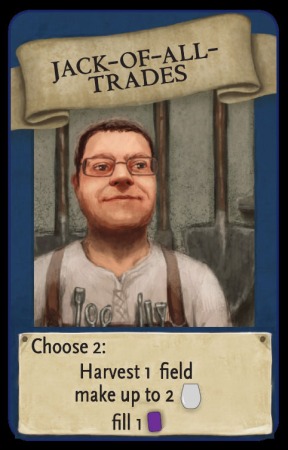 JACK-OF-ALL-
TRADES
Choose 2:
Harvest 1 field
make up to 2
fill 1